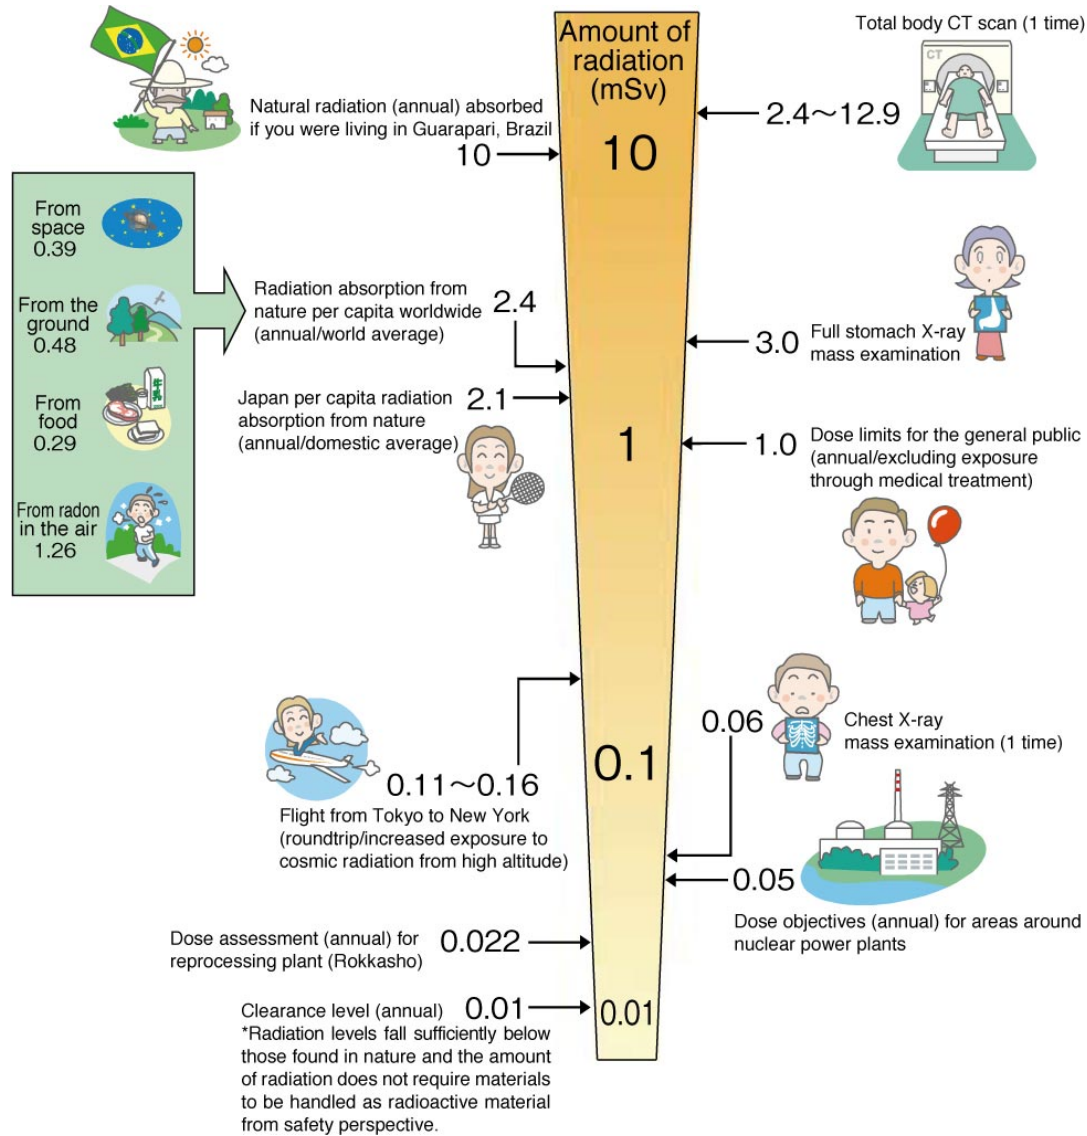 Amount of
radiation
(mSv)
10
1
0.1
0.01
Natural radiation (annual) absorbed
if you were living in Guarapari, Brazil
10
From
space
0.39
From the
ground
0.48
From
food
0.29
From radon
in the air
1.26
Radiation absorption from
nature per capita worldwide
(annual/world average)
2.4
Japan per capita radiation
absorption from nature
(annual/domestic average)
2.1
0.11～0.16
Flight from Tokyo to New York
(roundtrip/increased exposure to
cosmic radiation from high altitude)
Dose assessment (annual) for
reprocessing plant (Rokkasho)
0.022
Clearance level (annual)
0.01
*Radiation levels fall sufficiently below
those found in nature and the amount
of radiation does not require materials
to be handled as radioactive material
from safety perspective.
Total body CT scan (1 time)
CT
2.4～12.9
3.0
Full stomach X-ray
mass examination
1.0
Dose limits for the general public
(annual/excluding exposure
through medical treatment)
0.06
Chest X-ray
mass examination (1 time)
0.05
Dose objectives (annual) for areas around
nuclear power plants